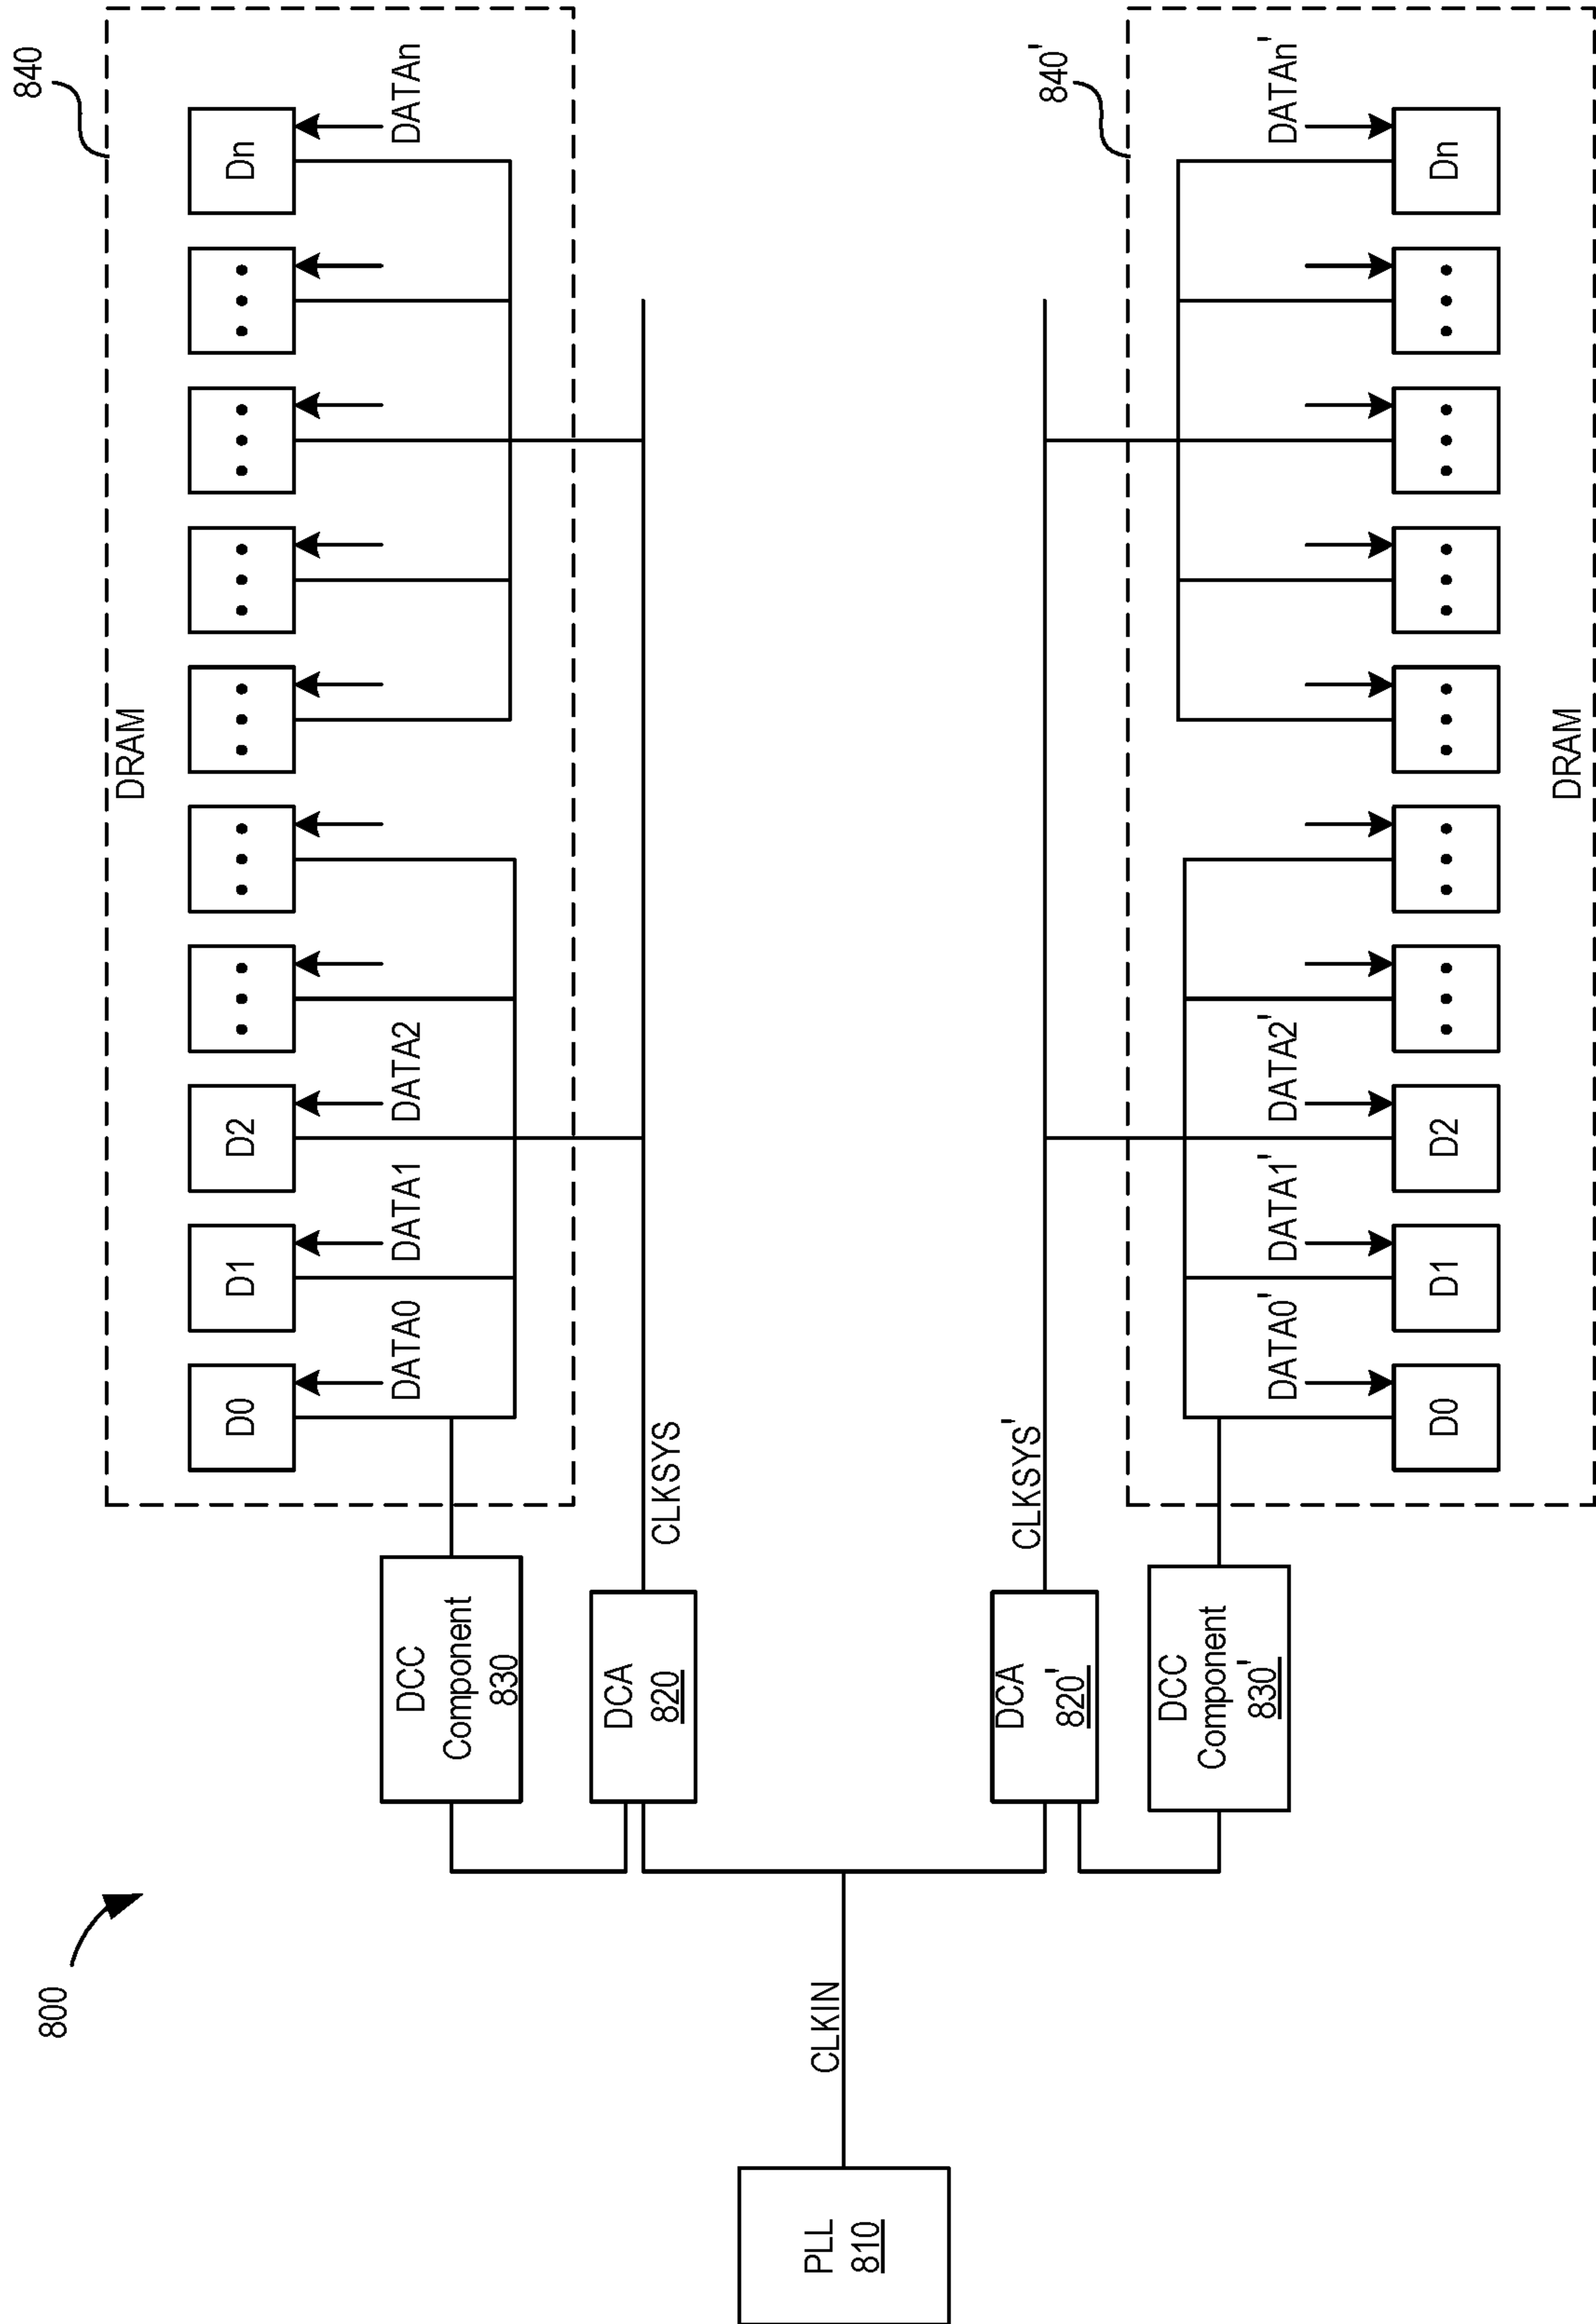 800
840
DRAM
D0
D1
D2
Dn
DATA0
DATA1
DATA2
DATAn
DCC
Component
830
DCA
820
CLKSYS
PLL
810
CLKIN
DCA
820'
CLKSYS'
840'
DCC
Component
830'
DATA0'
DATA1'
DATA2'
DATAn'
D0
D1
D2
Dn
DRAM